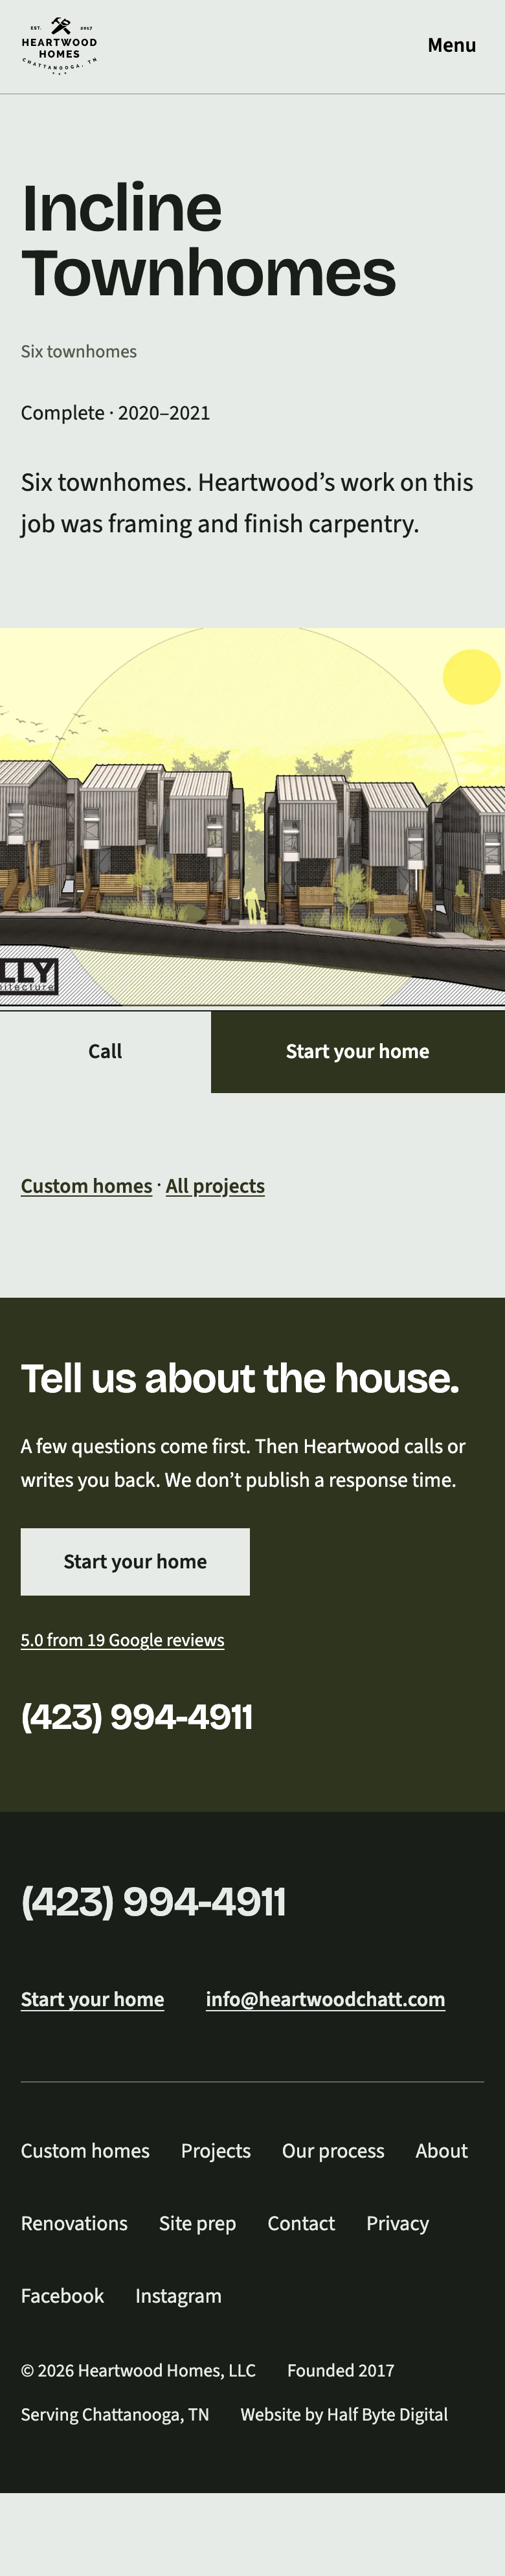 EST. 2017
HEARTWOOD
HOMES
CHATTANOOGA, TN
Menu
Incline
Townhomes
Six townhomes
Complete · 2020–2021
Six townhomes. Heartwood’s work on this
job was framing and finish carpentry.
LLY
itecture
Call
Start your home
Custom homes · All projects
Tell us about the house.
A few questions come first. Then Heartwood calls or
writes you back. We don’t publish a response time.
Start your home
5.0 from 19 Google reviews
(423) 994-4911
(423) 994-4911
Start your home info@heartwoodchatt.com
Custom homes Projects Our process About
Renovations Site prep Contact Privacy
Facebook Instagram
© 2026 Heartwood Homes, LLC Founded 2017
Serving Chattanooga, TN Website by Half Byte Digital